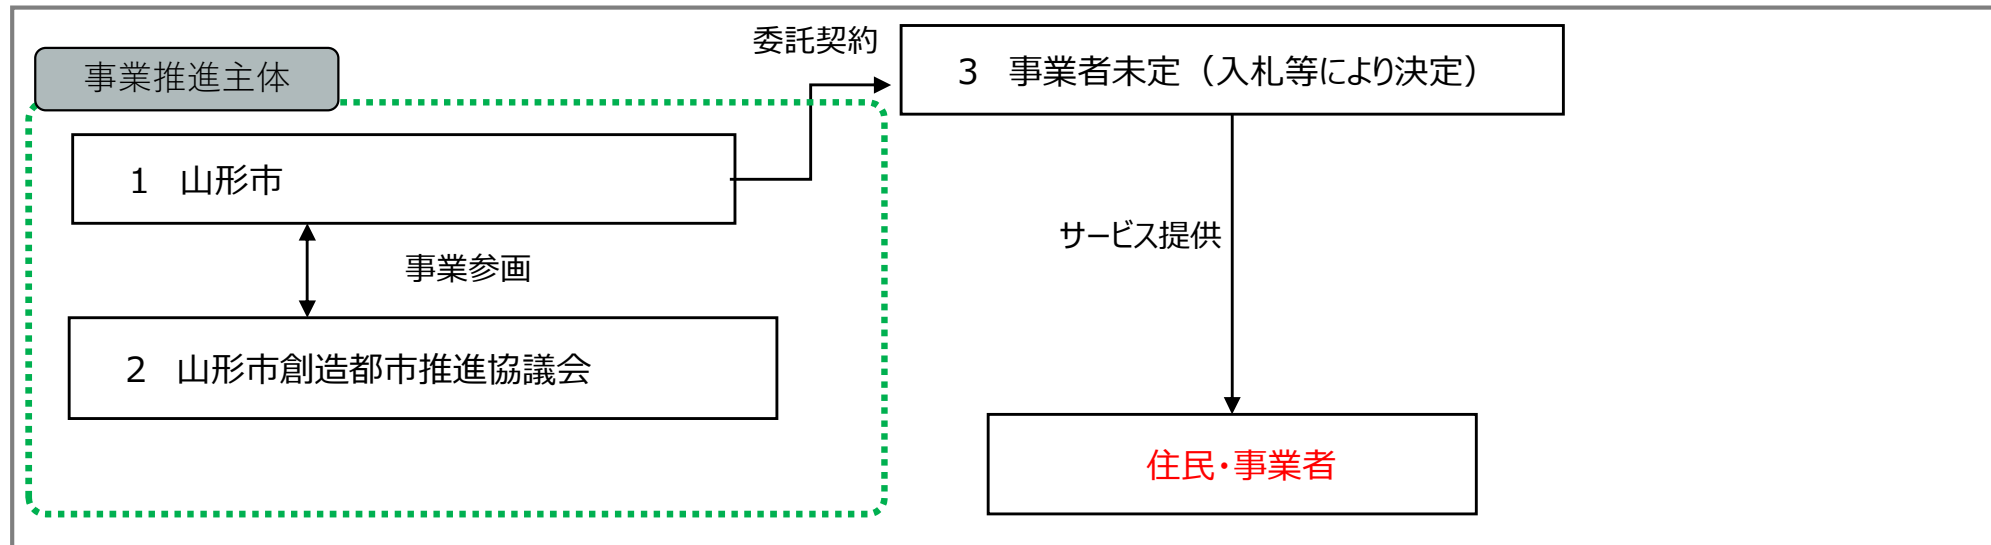 事業推進主体
1 山形市
事業参画
2 山形市創造都市推進協議会
委託契約
3 事業者未定（入札等により決定）
サービス提供
住民・事業者